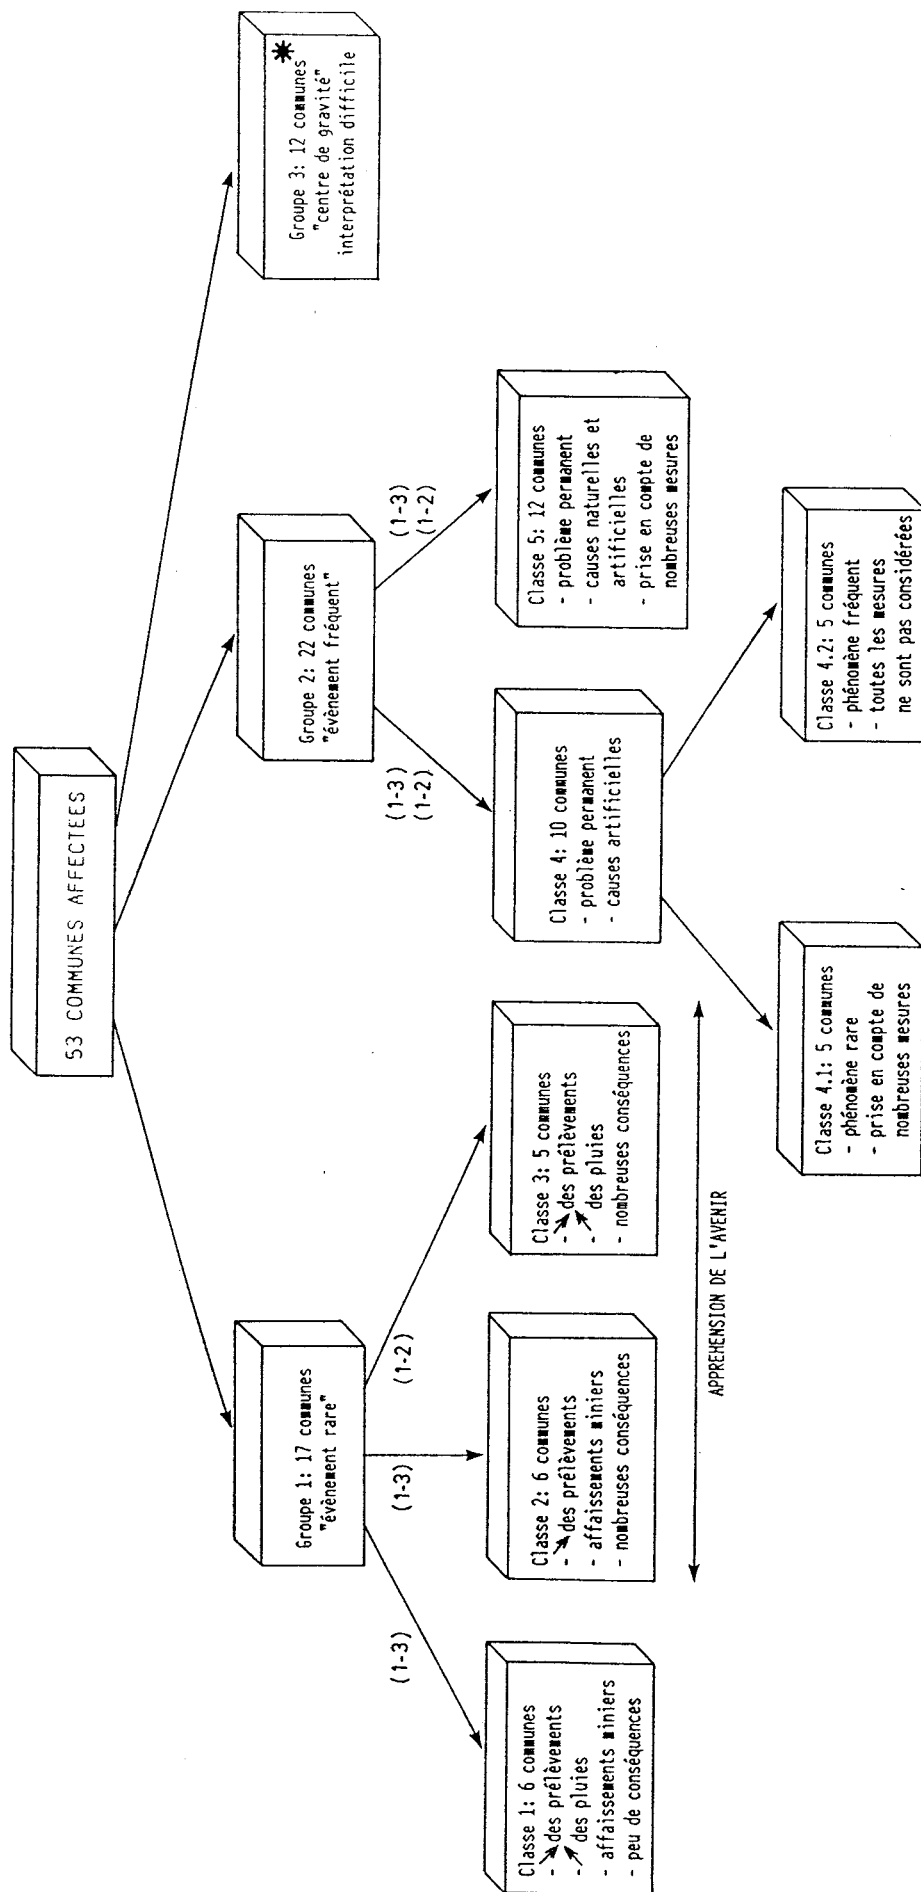 53 COMMUNES AFFECTEES
Groupe 1: 17 communes
"évènement rare"
Groupe 2: 22 communes
"évènement fréquent"
Groupe 3: 12 communes
"centre de gravité"
interprétation difficile
(1-3)
(1-3)
(1-2)
(1-3)
(1-2)
(1-3)
(1-2)
Classe 1: 6 communes
- ↘ des prélèvements
- ↗ des pluies
- affaissements miniers
- peu de conséquences
Classe 2: 6 communes
- ↘ des prélèvements
- affaissements miniers
- nombreuses conséquences
Classe 3: 5 communes
- ↘ des prélèvements
- ↗ des pluies
- nombreuses conséquences
Classe 4: 10 communes
- problème permanent
- causes artificielles
Classe 5: 12 communes
- problème permanent
- causes naturelles et
artificielles
- prise en compte de
nombreuses mesures
APPREHENSION DE L'AVENIR
Classe 4.1: 5 communes
- phénomène rare
- prise en compte de
nombreuses mesures
Classe 4.2: 5 communes
- phénomène fréquent
- toutes les mesures
ne sont pas considérées